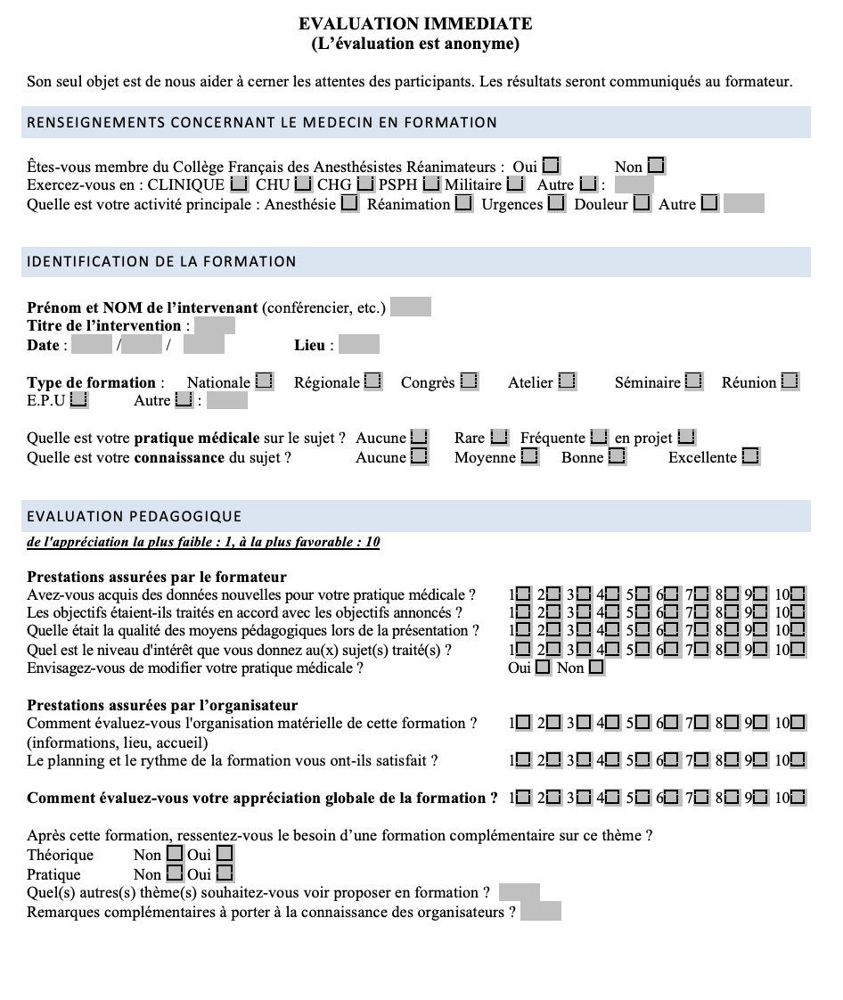 EVALUATION IMMEDIATE
(L’évaluation est anonyme)
Son seul objet est de nous aider à cerner les attentes des participants. Les résultats seront communiqués au formateur.
RENSEIGNEMENTS CONCERNANT LE MEDECIN EN FORMATION
Êtes-vous membre du Collège Français des Anesthésistes Réanimateurs : Oui Non
Exercez-vous en : CLINIQUE CHU CHG PSPH Militaire Autre :
Quelle est votre activité principale : Anesthésie Réanimation Urgences Douleur Autre
IDENTIFICATION DE LA FORMATION
Prénom et NOM de l’intervenant (conférencier, etc.)
Titre de l’intervention :
Date : / / Lieu :
Type de formation : Nationale Régionale Congrès Atelier Séminaire Réunion
E.P.U Autre :
Quelle est votre pratique médicale sur le sujet ? Aucune Rare Fréquente en projet
Quelle est votre connaissance du sujet ? Aucune Moyenne Bonne Excellente
EVALUATION PEDAGOGIQUE
de l'appréciation la plus faible : 1, à la plus favorable : 10
Prestations assurées par le formateur
Avez-vous acquis des données nouvelles pour votre pratique médicale ? 1 2 3 4 5 6 7 8 9 10
Les objectifs étaient-ils traités en accord avec les objectifs annoncés ? 1 2 3 4 5 6 7 8 9 10
Quelle était la qualité des moyens pédagogiques lors de la présentation ? 1 2 3 4 5 6 7 8 9 10
Quel est le niveau d'intérêt que vous donnez au(x) sujet(s) traité(s) ? 1 2 3 4 5 6 7 8 9 10
Envisagez-vous de modifier votre pratique médicale ? Oui Non
Prestations assurées par l’organisateur
Comment évaluez-vous l'organisation matérielle de cette formation ? 1 2 3 4 5 6 7 8 9 10
(informations, lieu, accueil)
Le planning et le rythme de la formation vous ont-ils satisfait ? 1 2 3 4 5 6 7 8 9 10
Comment évaluez-vous votre appréciation globale de la formation ? 1 2 3 4 5 6 7 8 9 10
Après cette formation, ressentez-vous le besoin d’une formation complémentaire sur ce thème ?
Théorique Non Oui
Pratique Non Oui
Quel(s) autres(s) thème(s) souhaitez-vous voir proposer en formation ?
Remarques complémentaires à porter à la connaissance des organisateurs ?